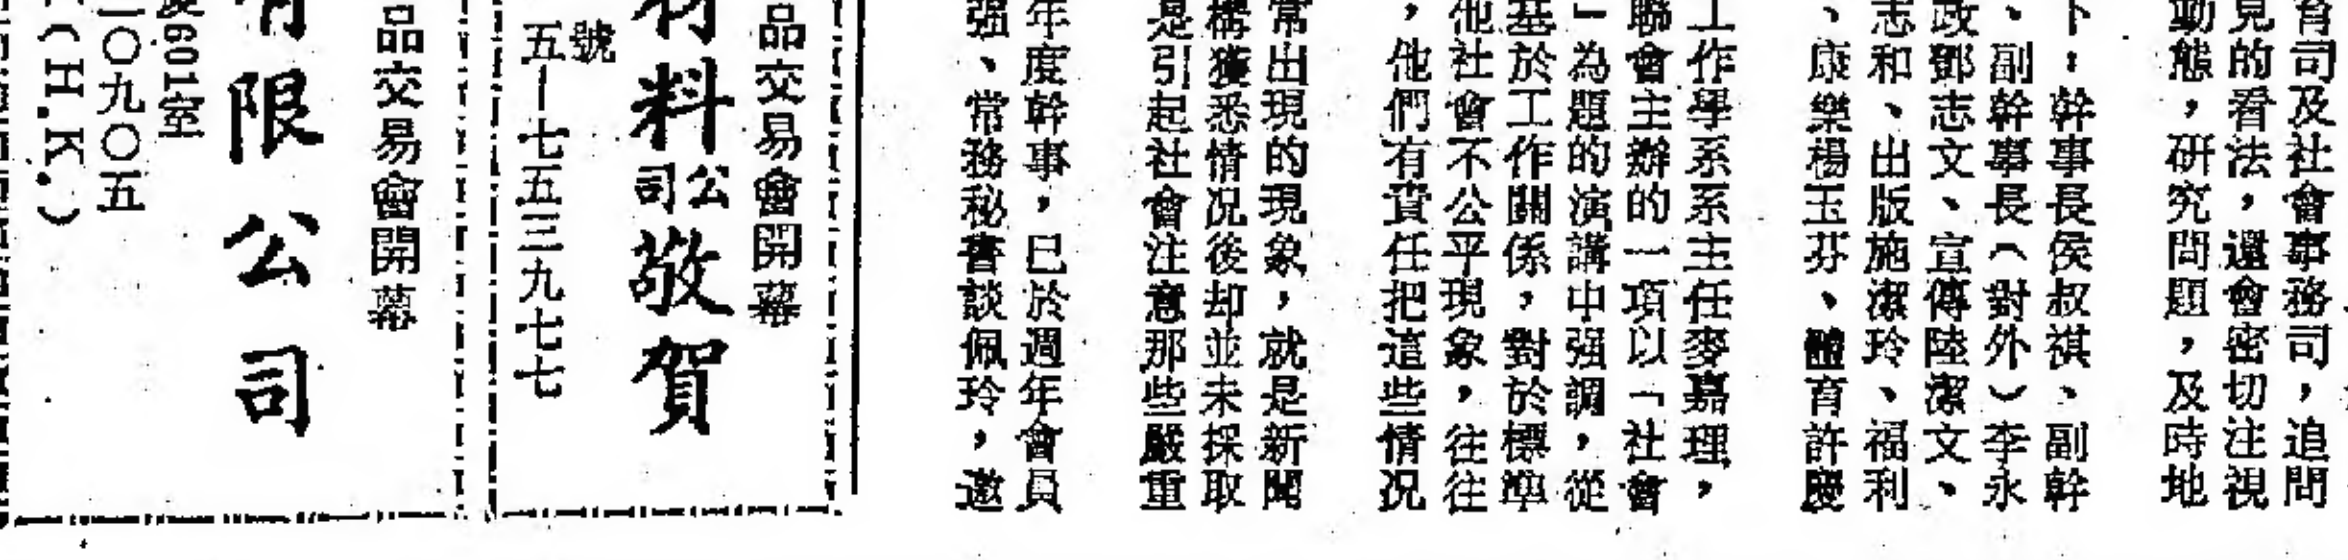 育司及社會事務司，追問
見的看法，還會密切注視
動態，研究問題，及時地
下：幹事長侯叔祺、副幹
、副幹事長（對外）李永
政鄧志文、宣傳陸潔文、
志和、出版施潔玲、福利
、康樂楊玉芬、體育許慶
工作學系系主任麥嘉理，
聯會主辦的一項以「社會
」為題的演講中强調，從
基於工作關係，對於標準
他社會不公平現象，往往
，他們有責任把這些情況
常出現的現象，就是新聞
構獲悉情况後却並未採取
是引起社會注意那些嚴重
年度幹事，已於週年會員
强、常務秘書談佩玲，邀
品交易會開幕
材料公司敬賀
號
五—七五三九七七
品交易會開幕
有限公司
601室
一〇九〇五
（H.K.）